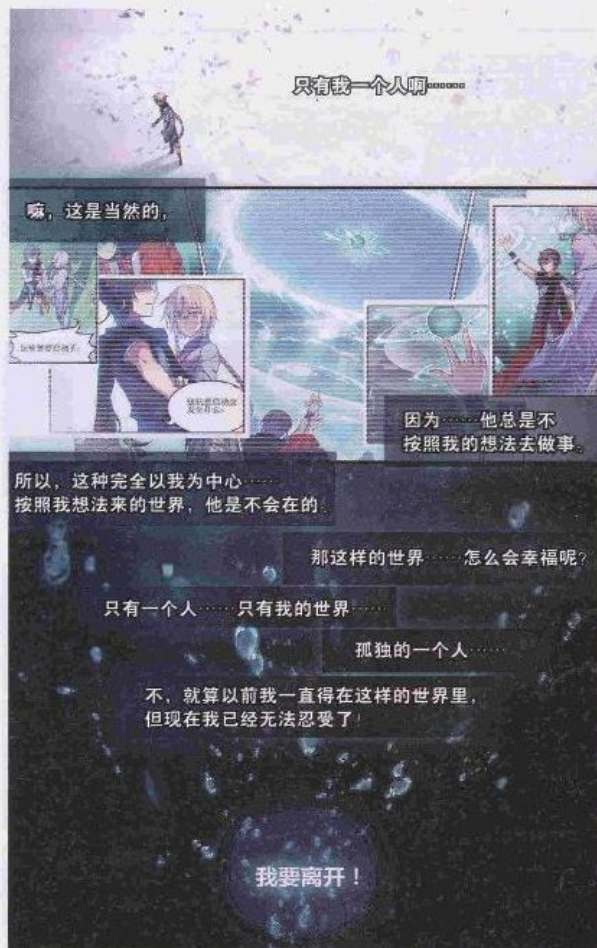 只有我一个人啊……
嘛，这是当然的，
因为……他总是不
按照我的想法去做事。
所以，这种完全以我为中心……
按照我想法来的世界，他是不会在的。
那这样的世界……怎么会幸福呢？
只有一个人……只有我的世界……
孤独的一个人……
不，就算以前我一直得在这样的世界里，
但现在我已经无法忍受了！
我要离开！